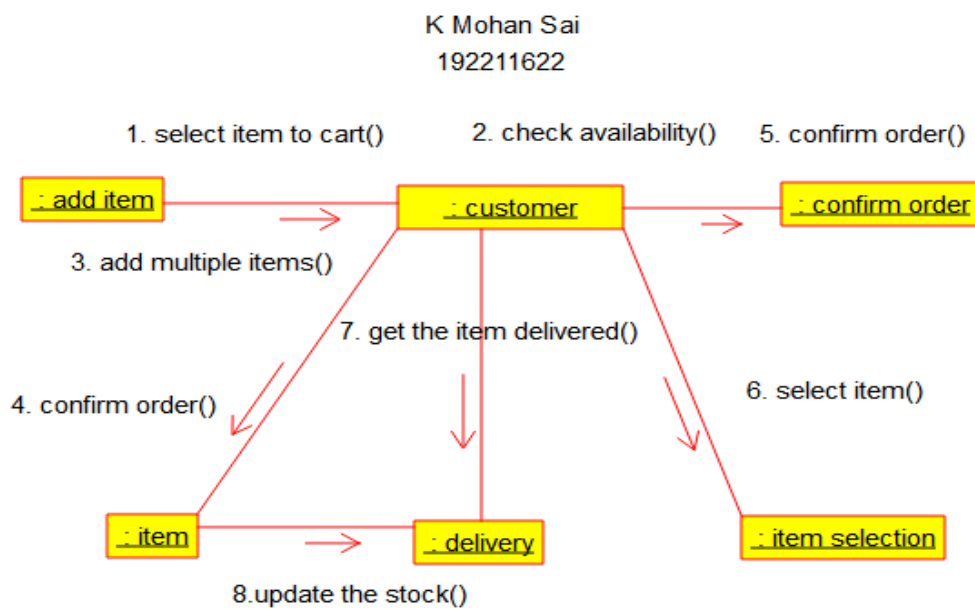 K Mohan Sai
192211622
1. select item to cart()
2. check availability()
5. confirm order()
: add item
: customer
: confirm order
3. add multiple items()
7. get the item delivered()
4. confirm order()
6. select item()
: item
: delivery
: item selection
8.update the stock()